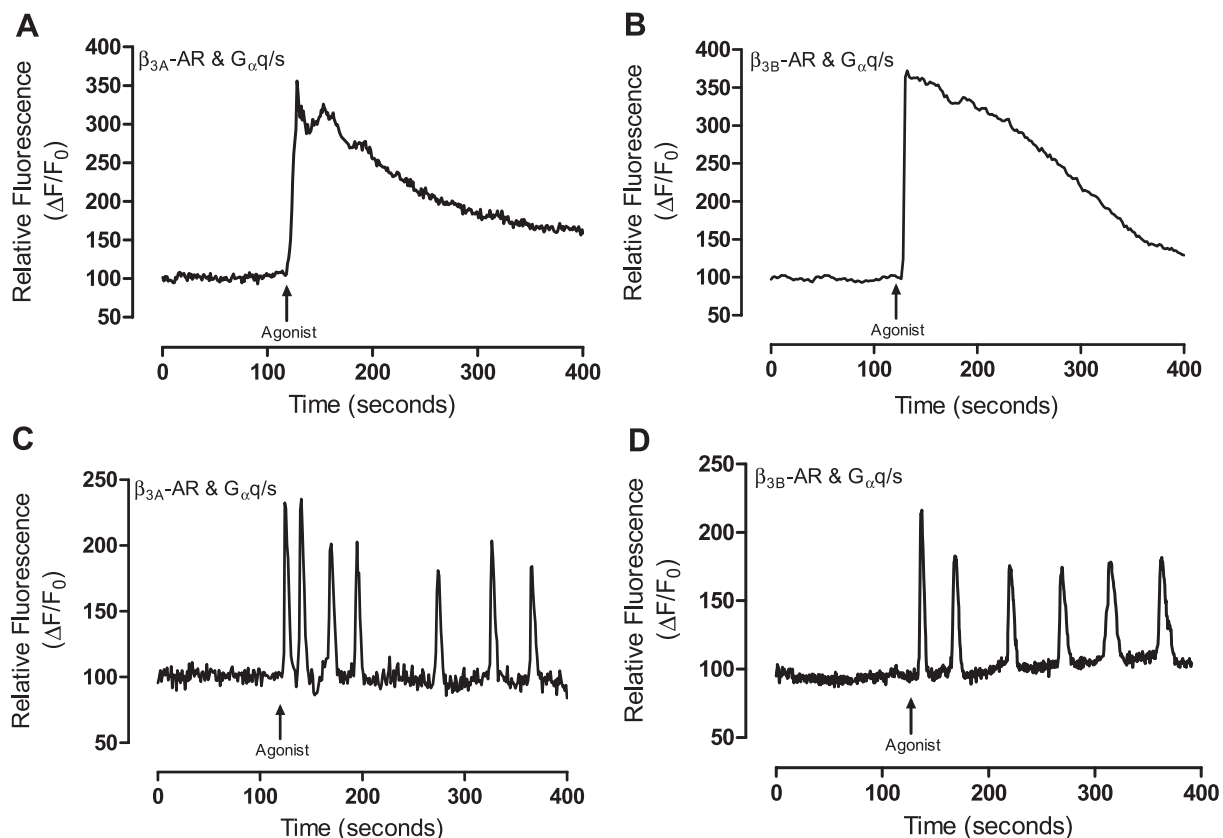 A
β3A-AR & Gαq/s
400
350
300
250
200
150
100
50
Relative Fluorescence
(ΔF/F0)
Agonist
0 100 200 300 400
Time (seconds)
B
β3B-AR & Gαq/s
400
350
300
250
200
150
100
50
Relative Fluorescence
(ΔF/F0)
Agonist
0 100 200 300 400
Time (seconds)
C
β3A-AR & Gαq/s
250
200
150
100
50
Relative Fluorescence
(ΔF/F0)
Agonist
0 100 200 300 400
Time (seconds)
D
β3B-AR & Gαq/s
250
200
150
100
50
Relative Fluorescence
(ΔF/F0)
Agonist
0 100 200 300 400
Time (seconds)